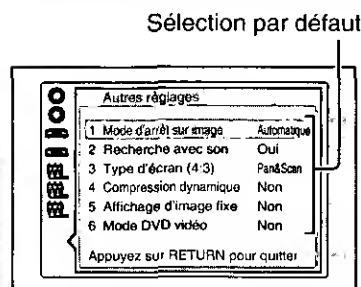 Sélection par défaut
Autres réglages
1 Mode d'arrêt sur image Automatique
2 Recherche avec son Oui
3 Type d'écran (4:3) Pan&Scan
4 Compression dynamique Non
5 Affichage d'image fixe Non
6 Mode DVD vidéo Non
Appuyez sur RETURN pour quitter